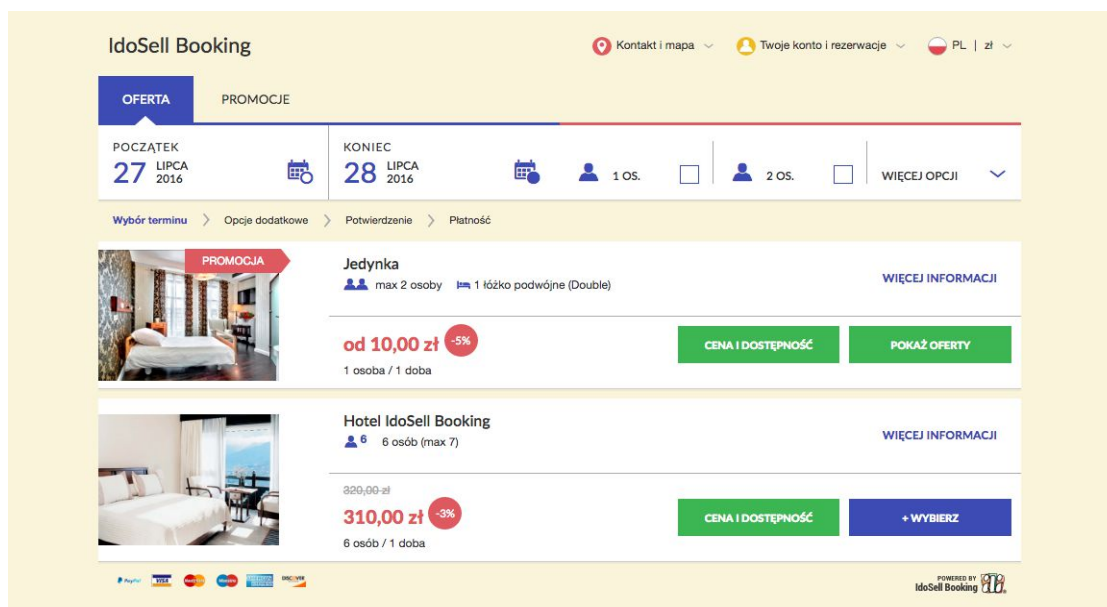 IdoSell Booking
Kontakt i mapa
Twoje konto i rezerwacje
PL | zł
OFERTA
PROMOCJE
POCZĄTEK
27 LIPCA 2016
KONIEC
28 LIPCA 2016
1 OS.
2 OS.
WIĘCEJ OPCJI
Wybór terminu
Opcje dodatkowe
Potwierdzenie
Płatność
PROMOCJA
Jedynka
max 2 osoby
1 łóżko podwójne (Double)
WIĘCEJ INFORMACJI
od 10,00 zł -5%
1 osoba / 1 doba
CENA I DOSTĘPNOŚĆ
POKAŻ OFERTY
Hotel IdoSell Booking
6 6 osób (max 7)
WIĘCEJ INFORMACJI
320,00 zł
310,00 zł -3%
6 osób / 1 doba
CENA I DOSTĘPNOŚĆ
+ WYBIERZ
PayPal VISA
DISCOVER
POWERED BY
IdoSell Booking